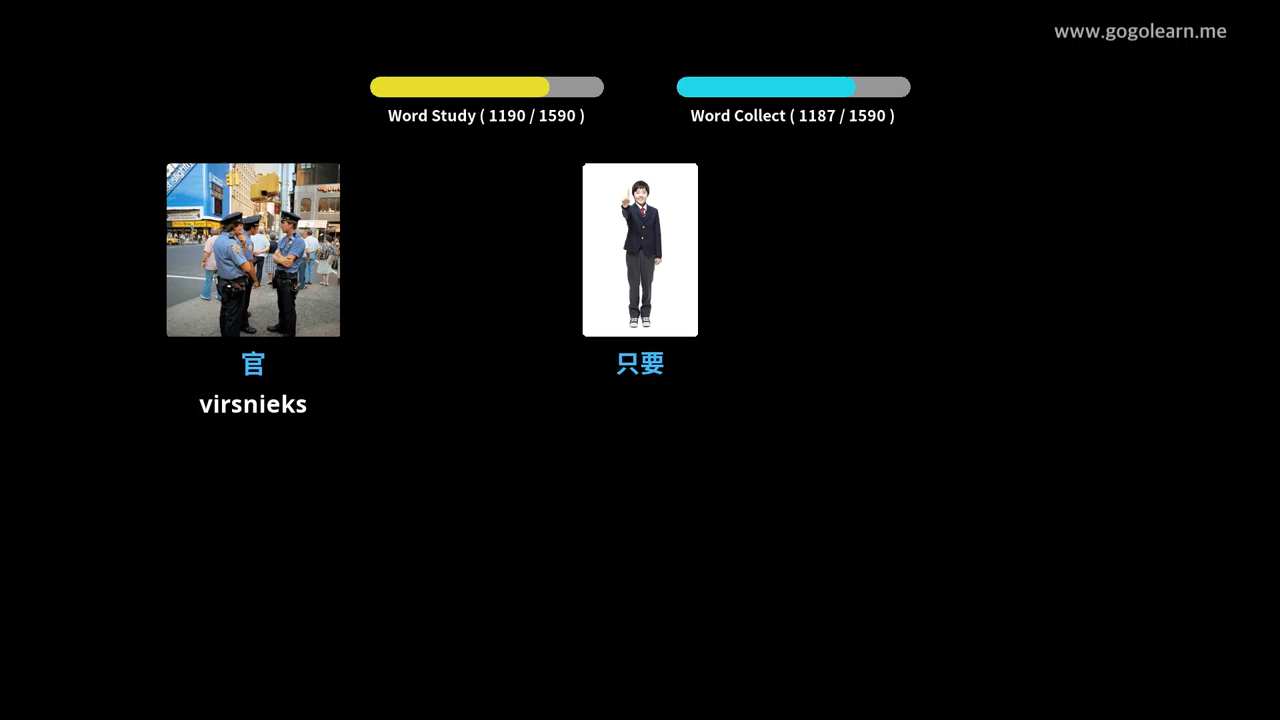 www.gogolearn.me
Word Study ( 1190 / 1590 )
Word Collect ( 1187 / 1590 )
官
只要
virsnieks